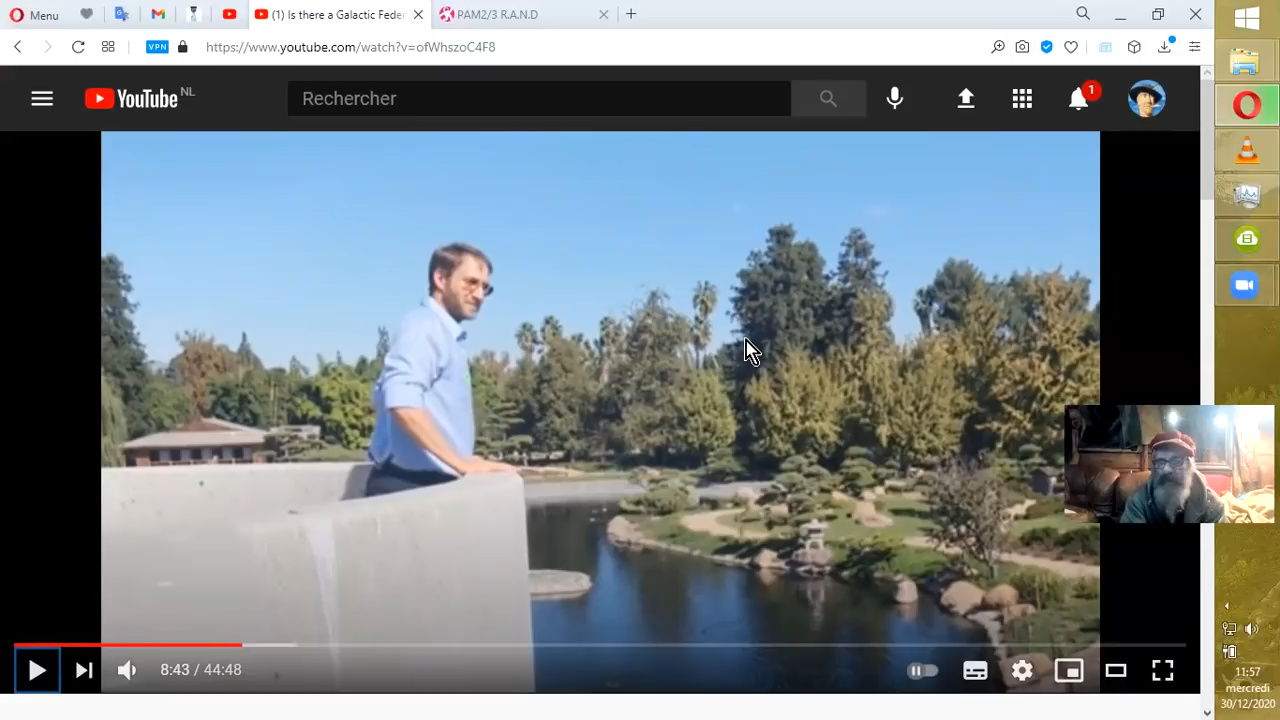 Menu
(1) Is there a Galactic Feder
PAM2/3 R.A.N.D
VPN
https://www.youtube.com/watch?v=ofWhszoC4F8
YouTube NL
Rechercher
1
8:43 / 44:48
11:57
mercredi
30/12/2020